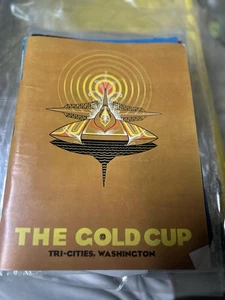 THE GOLD CUP
TRI-CITIES, WASHINGTON